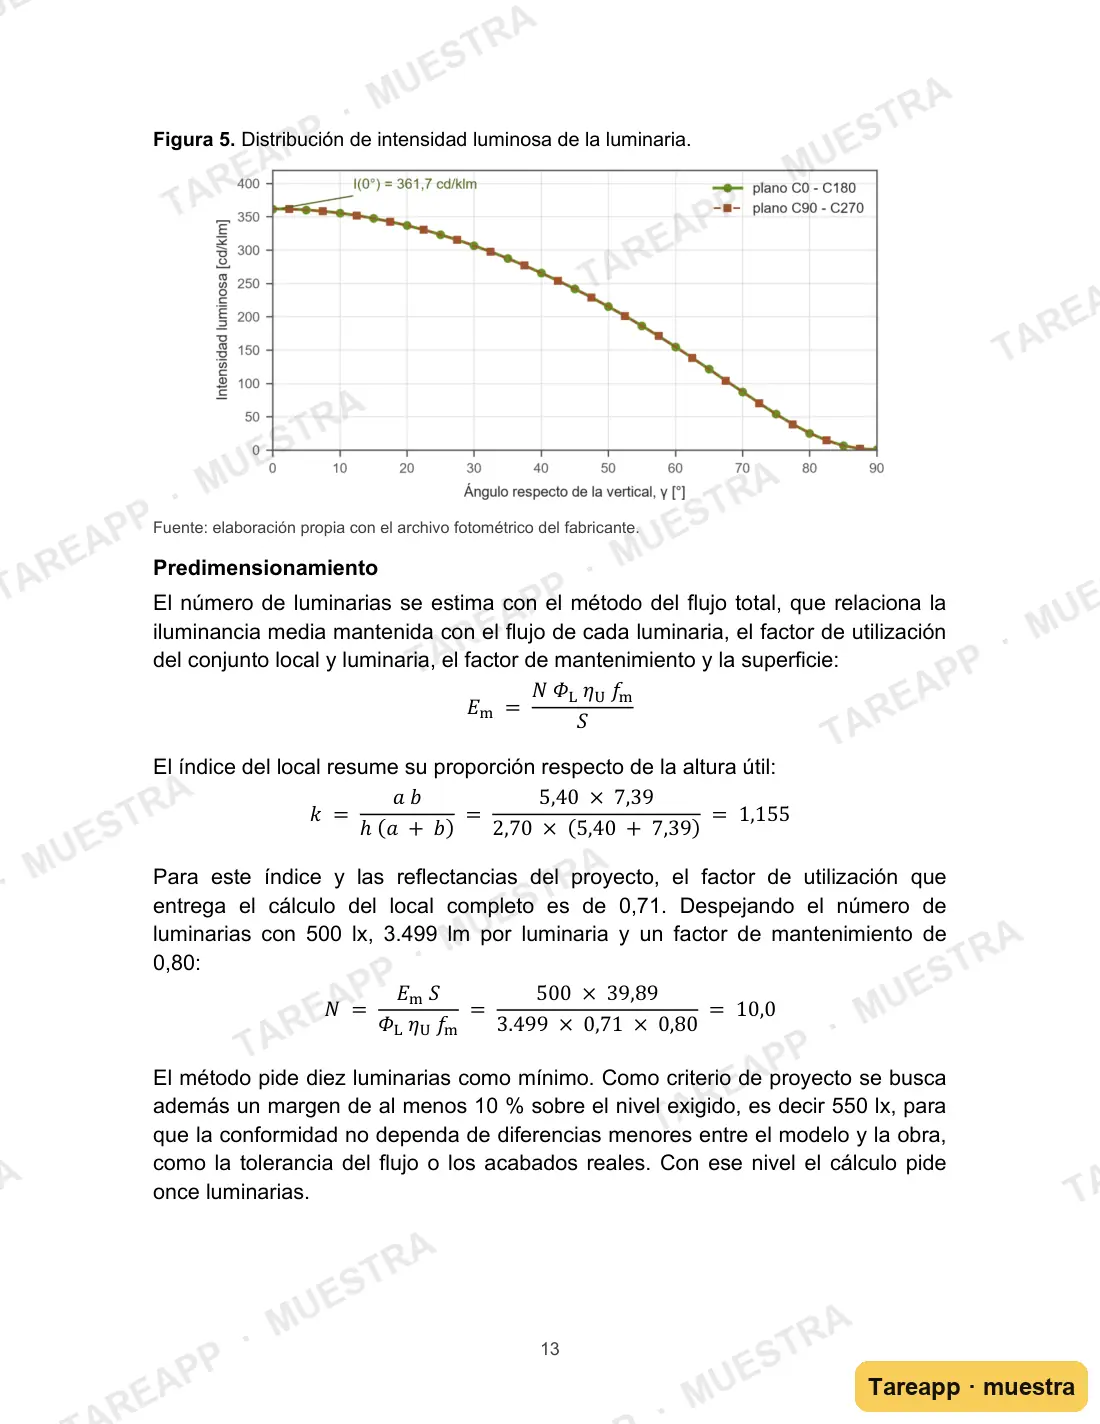 Figura 5. Distribución de intensidad luminosa de la luminaria.
I(0°) = 361,7 cd/klm
plano C0 - C180
plano C90 - C270
Intensidad luminosa [cd/klm]
400
350
300
250
200
150
100
50
0
0 10 20 30 40 50 60 70 80 90
Ángulo respecto de la vertical, γ [°]
Fuente: elaboración propia con el archivo fotométrico del fabricante.
Predimensionamiento
El número de luminarias se estima con el método del flujo total, que relaciona la
iluminancia media mantenida con el flujo de cada luminaria, el factor de utilización
del conjunto local y luminaria, el factor de mantenimiento y la superficie:
E_m = N Φ_L η_U f_m / S
El índice del local resume su proporción respecto de la altura útil:
k = a b / h (a + b) = 5,40 × 7,39 / 2,70 × (5,40 + 7,39) = 1,155
Para este índice y las reflectancias del proyecto, el factor de utilización que
entrega el cálculo del local completo es de 0,71. Despejando el número de
luminarias con 500 lx, 3.499 lm por luminaria y un factor de mantenimiento de
0,80:
N = E_m S / Φ_L η_U f_m = 500 × 39,89 / 3.499 × 0,71 × 0,80 = 10,0
El método pide diez luminarias como mínimo. Como criterio de proyecto se busca
además un margen de al menos 10 % sobre el nivel exigido, es decir 550 lx, para
que la conformidad no dependa de diferencias menores entre el modelo y la obra,
como la tolerancia del flujo o los acabados reales. Con ese nivel el cálculo pide
once luminarias.
13
Tareapp · muestra
TAREAPP · MUESTRA